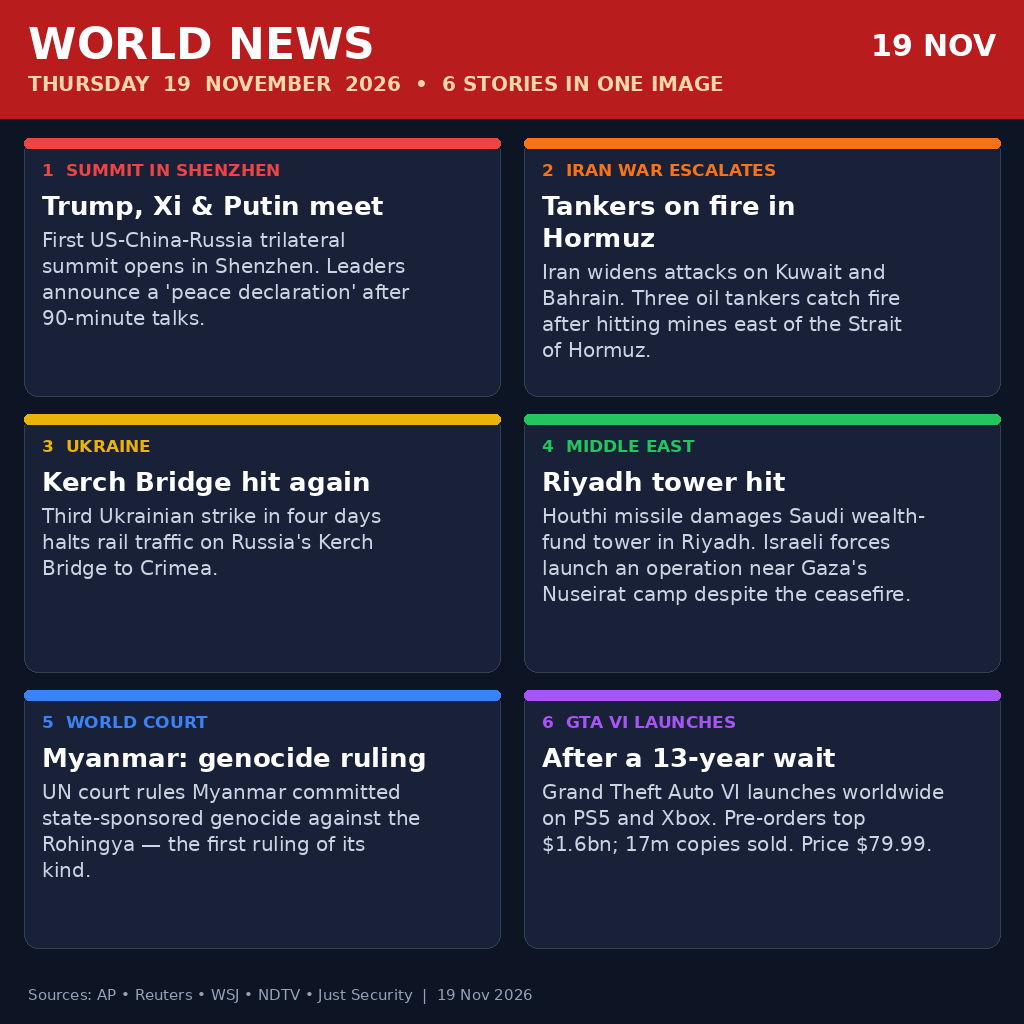 WORLD NEWS
19 NOV
THURSDAY 19 NOVEMBER 2026 • 6 STORIES IN ONE IMAGE
1 SUMMIT IN SHENZHEN
Trump, Xi & Putin meet
First US-China-Russia trilateral
summit opens in Shenzhen. Leaders
announce a 'peace declaration' after
90-minute talks.
2 IRAN WAR ESCALATES
Tankers on fire in
Hormuz
Iran widens attacks on Kuwait and
Bahrain. Three oil tankers catch fire
after hitting mines east of the Strait
of Hormuz.
3 UKRAINE
Kerch Bridge hit again
Third Ukrainian strike in four days
halts rail traffic on Russia's Kerch
Bridge to Crimea.
4 MIDDLE EAST
Riyadh tower hit
Houthi missile damages Saudi wealth-
fund tower in Riyadh. Israeli forces
launch an operation near Gaza's
Nuseirat camp despite the ceasefire.
5 WORLD COURT
Myanmar: genocide ruling
UN court rules Myanmar committed
state-sponsored genocide against the
Rohingya — the first ruling of its
kind.
6 GTA VI LAUNCHES
After a 13-year wait
Grand Theft Auto VI launches worldwide
on PS5 and Xbox. Pre-orders top
$1.6bn; 17m copies sold. Price $79.99.
Sources: AP • Reuters • WSJ • NDTV • Just Security | 19 Nov 2026